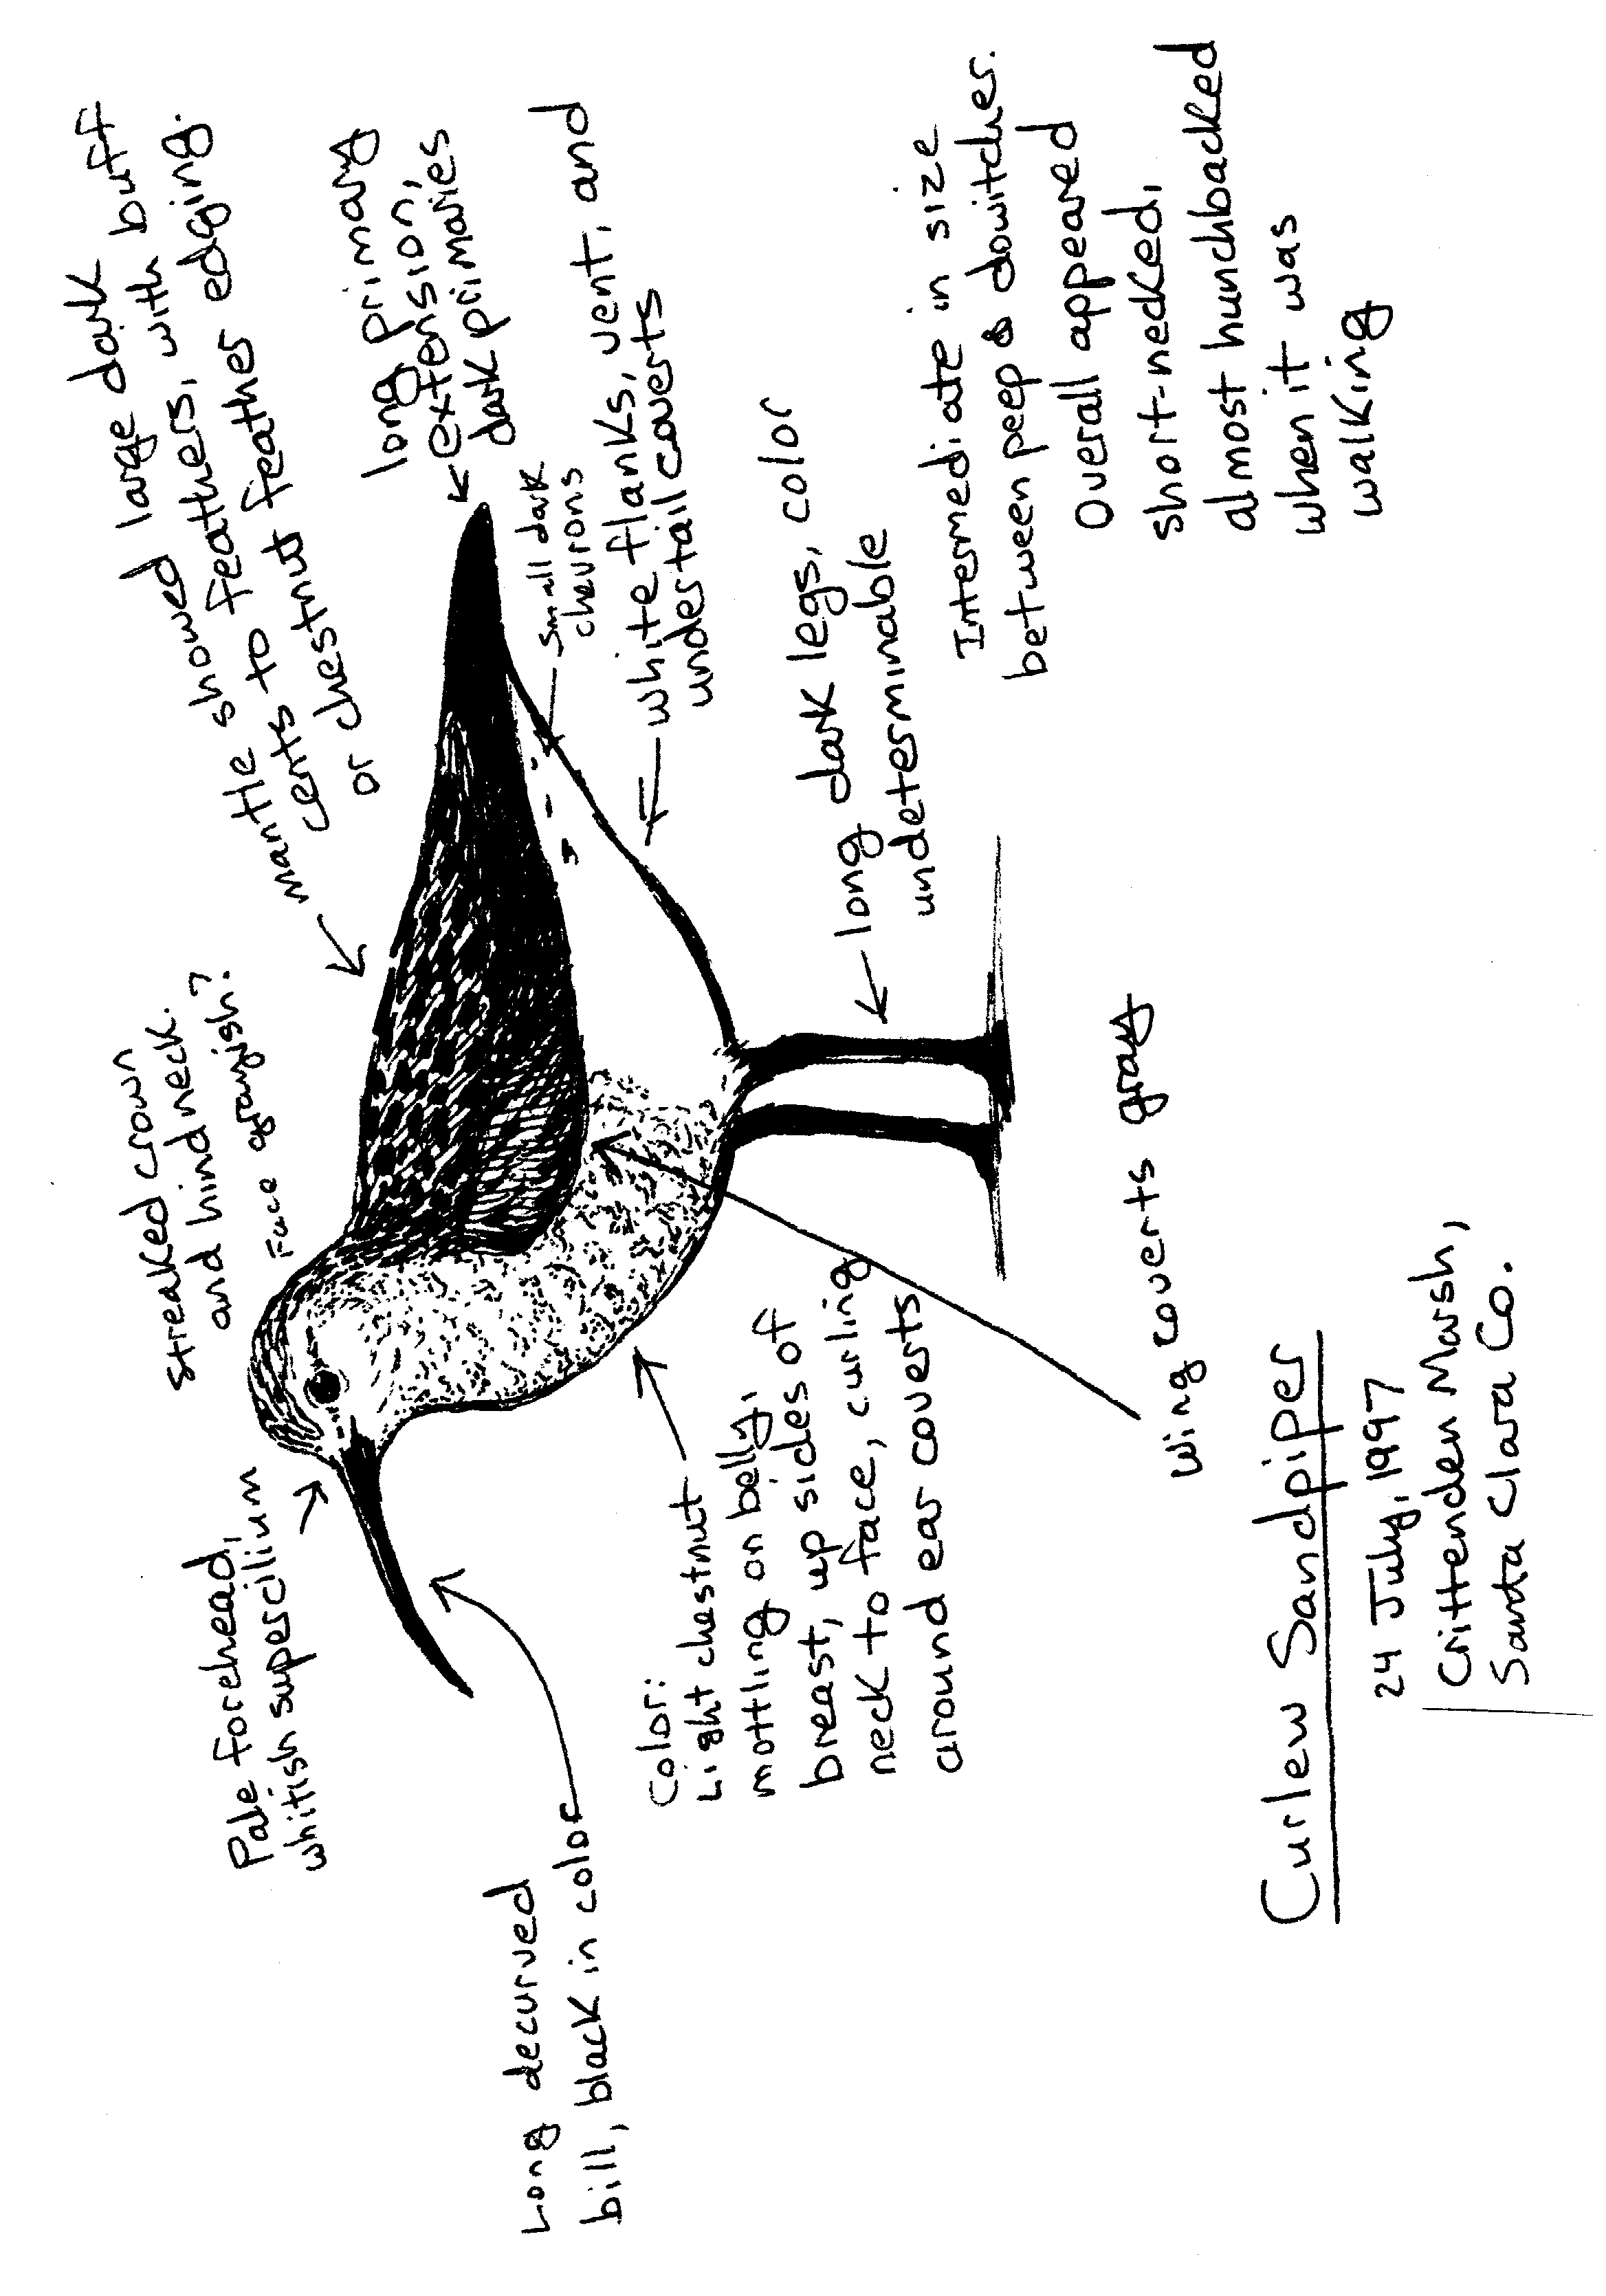 mantle showed large dark
cents to feathers, with buff
or chestnut feather edging.
streaked crown
and hind neck.
Face grayish?
Pale forehead,
whitish supercilium
long primary
extension,
dark primaries
small dark
chevrons
white flanks, vent, and
undertail coverts
Long decurved
bill, black in color
Color:
Light chestnut
mottling on belly,
breast, up sides of
neck to face, curling
around ear coverts
long dark legs, color
undeterminable
Intermediate in size
between peep & dowitcher.
Overall appeared
short-necked,
almost hunchbacked
when it was
walking
wing coverts gray
Curlew Sandpiper
24 July, 1997
Crittenden Marsh,
Santa Clara Co.